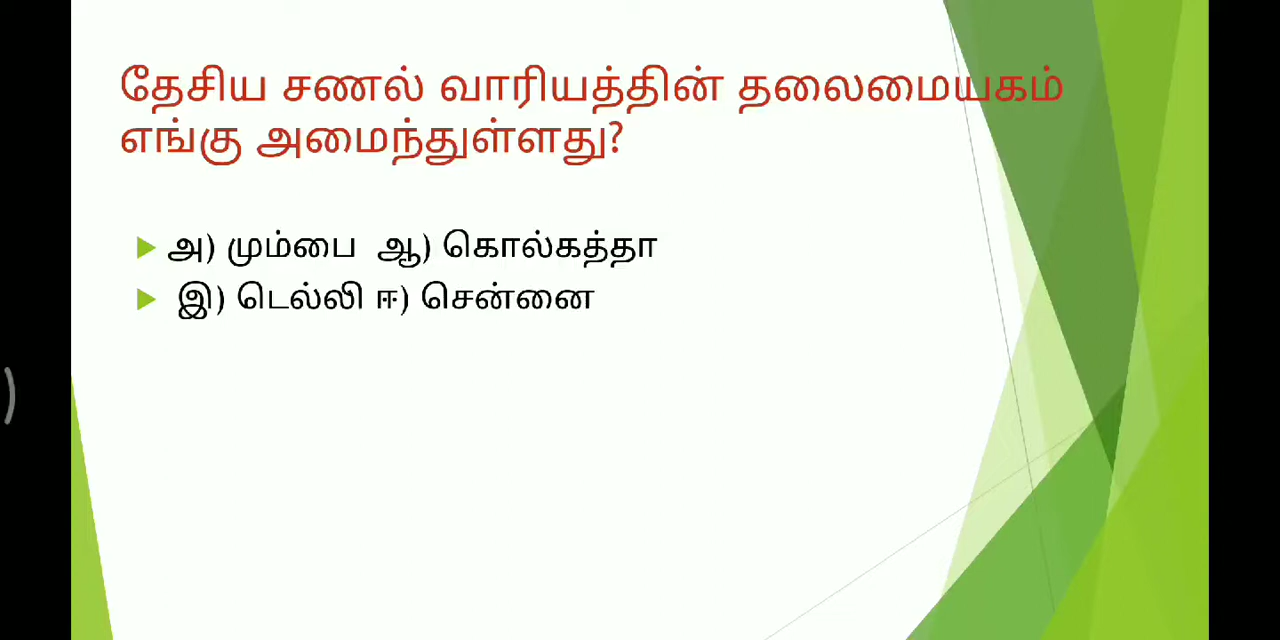 தேசிய சணல் வாரியத்தின் தலைமையகம்
எங்கு அமைந்துள்ளது?
அ) மும்பை ஆ) கொல்கத்தா
இ) டெல்லி ஈ) சென்னை